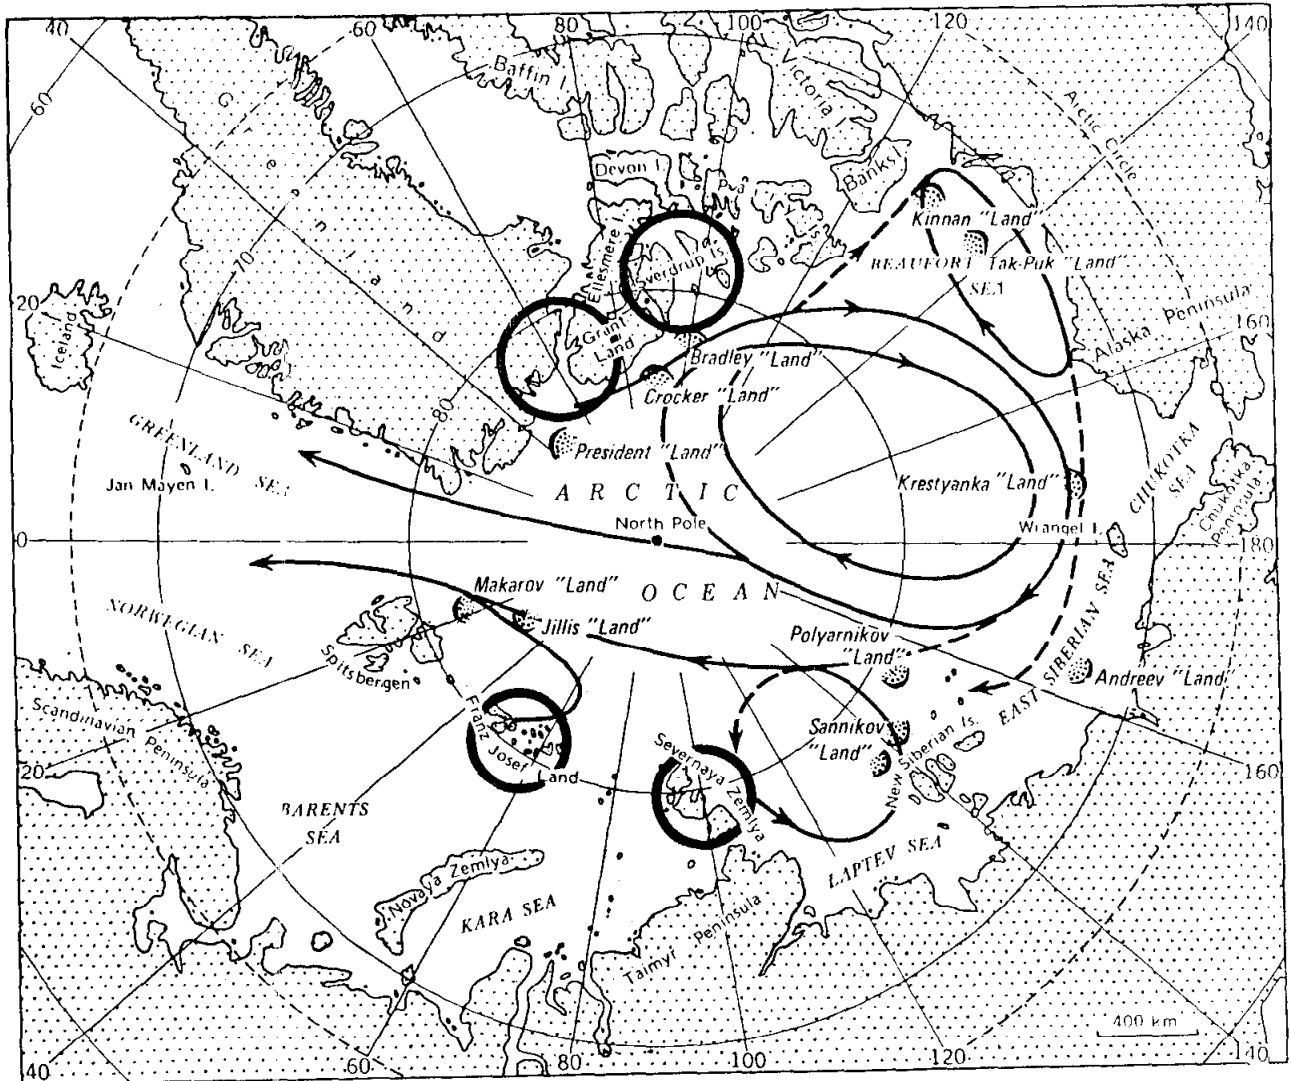 40
60
80
100
120
140
60
Baffin I.
Victoria I.
Arctic Circle
Greenland
Devon I.
Banks I.
Kinnan "Land"
Ellesmere I.
Sverdrup Is.
BEAUFORT
SEA
Tak-Puk "Land"
70
20
Iceland
Grant
Land
Alaska Peninsula
160
Bradley "Land"
Crocker "Land"
80
GREENLAND SEA
President "Land"
CHUKOTKA
SEA
Jan Mayen I.
ARCTIC
Krestyanka "Land"
Chukotka
Peninsula
North Pole
Wrangel I.
0
180
Makarov "Land"
OCEAN
NORWEGIAN SEA
Jillis "Land"
Polyarnikov
"Land"
EAST SIBERIAN SEA
Andreev "Land"
Spitsbergen
Scandinavian Peninsula
Franz
Josef
Land
Severnaya Zemlya
Sannikov
"Land"
New Siberian Is.
20
160
BARENTS
SEA
LAPTEV SEA
Novaya Zemlya
KARA SEA
Taimyr Peninsula
400 km
40
60
80
100
120
140